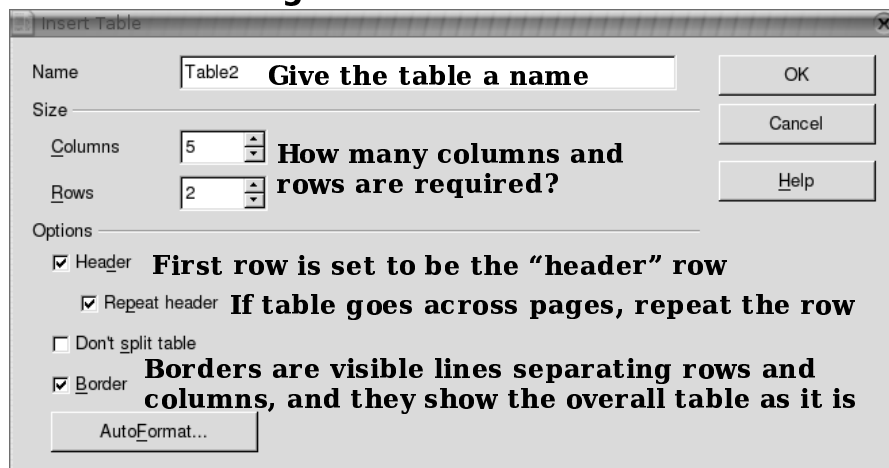 Insert Table
Name
Table2
Give the table a name
OK
Size
Cancel
Columns
5
How many columns and
Rows
2
rows are required?
Help
Options
Header
First row is set to be the “header” row
Repeat header
If table goes across pages, repeat the row
Don't split table
Borders are visible lines separating rows and
Border
columns, and they show the overall table as it is
AutoFormat...